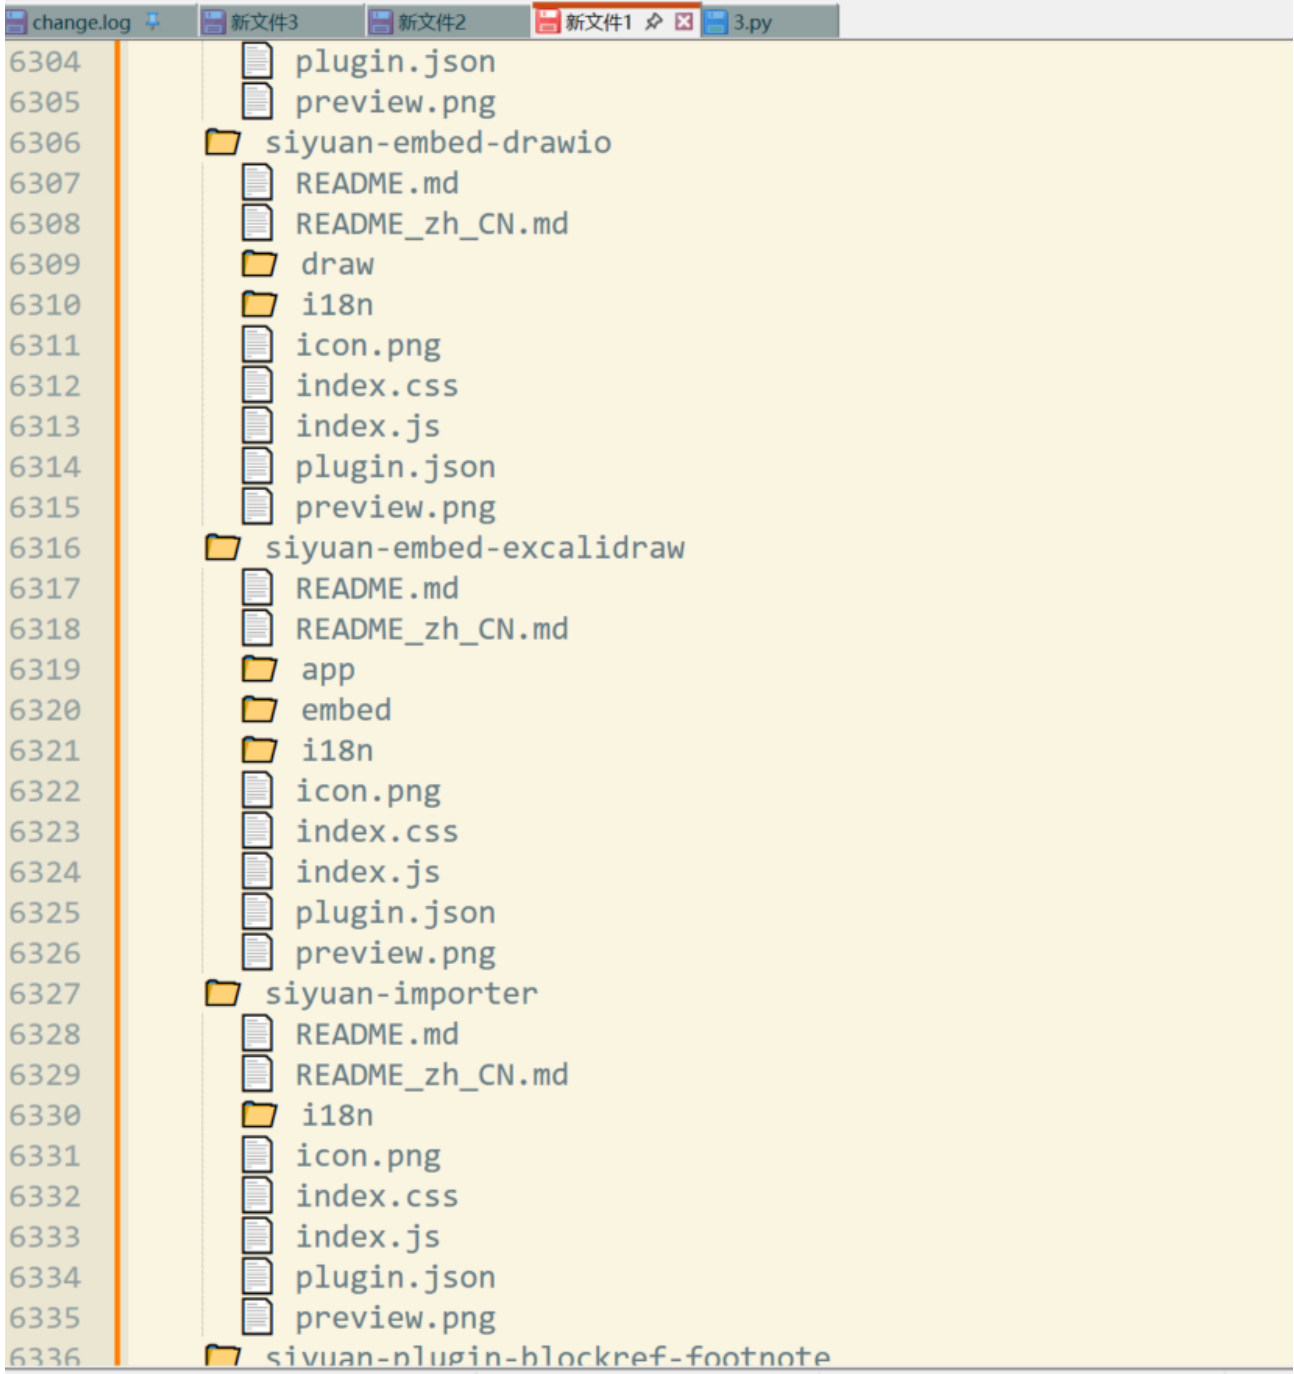 change.log 新文件3 新文件2 新文件1 3.py
6304 plugin.json
6305 preview.png
6306 siyuan-embed-drawio
6307 README.md
6308 README_zh_CN.md
6309 draw
6310 i18n
6311 icon.png
6312 index.css
6313 index.js
6314 plugin.json
6315 preview.png
6316 siyuan-embed-excalidraw
6317 README.md
6318 README_zh_CN.md
6319 app
6320 embed
6321 i18n
6322 icon.png
6323 index.css
6324 index.js
6325 plugin.json
6326 preview.png
6327 siyuan-importer
6328 README.md
6329 README_zh_CN.md
6330 i18n
6331 icon.png
6332 index.css
6333 index.js
6334 plugin.json
6335 preview.png
6336 siyuan-plugin-blockref-footnote